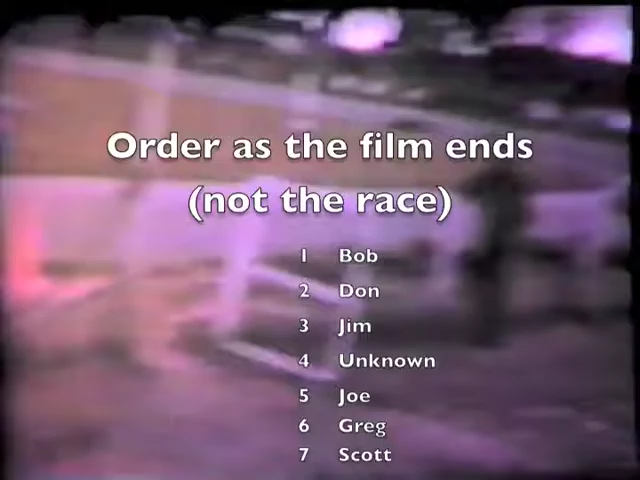 Order as the film ends
(not the race)
1 Bob
2 Don
3 Jim
4 Unknown
5 Joe
6 Greg
7 Scott